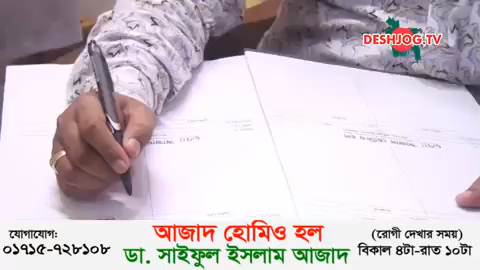 DESHJOG.TV
যোগাযোগ:
০১৭১৫-৭২৮১০৮
আজাদ হোমিও হল
ডা. সাইফুল ইসলাম আজাদ
(রোগী দেখার সময়)
বিকাল ৪টা-রাত ১০টা